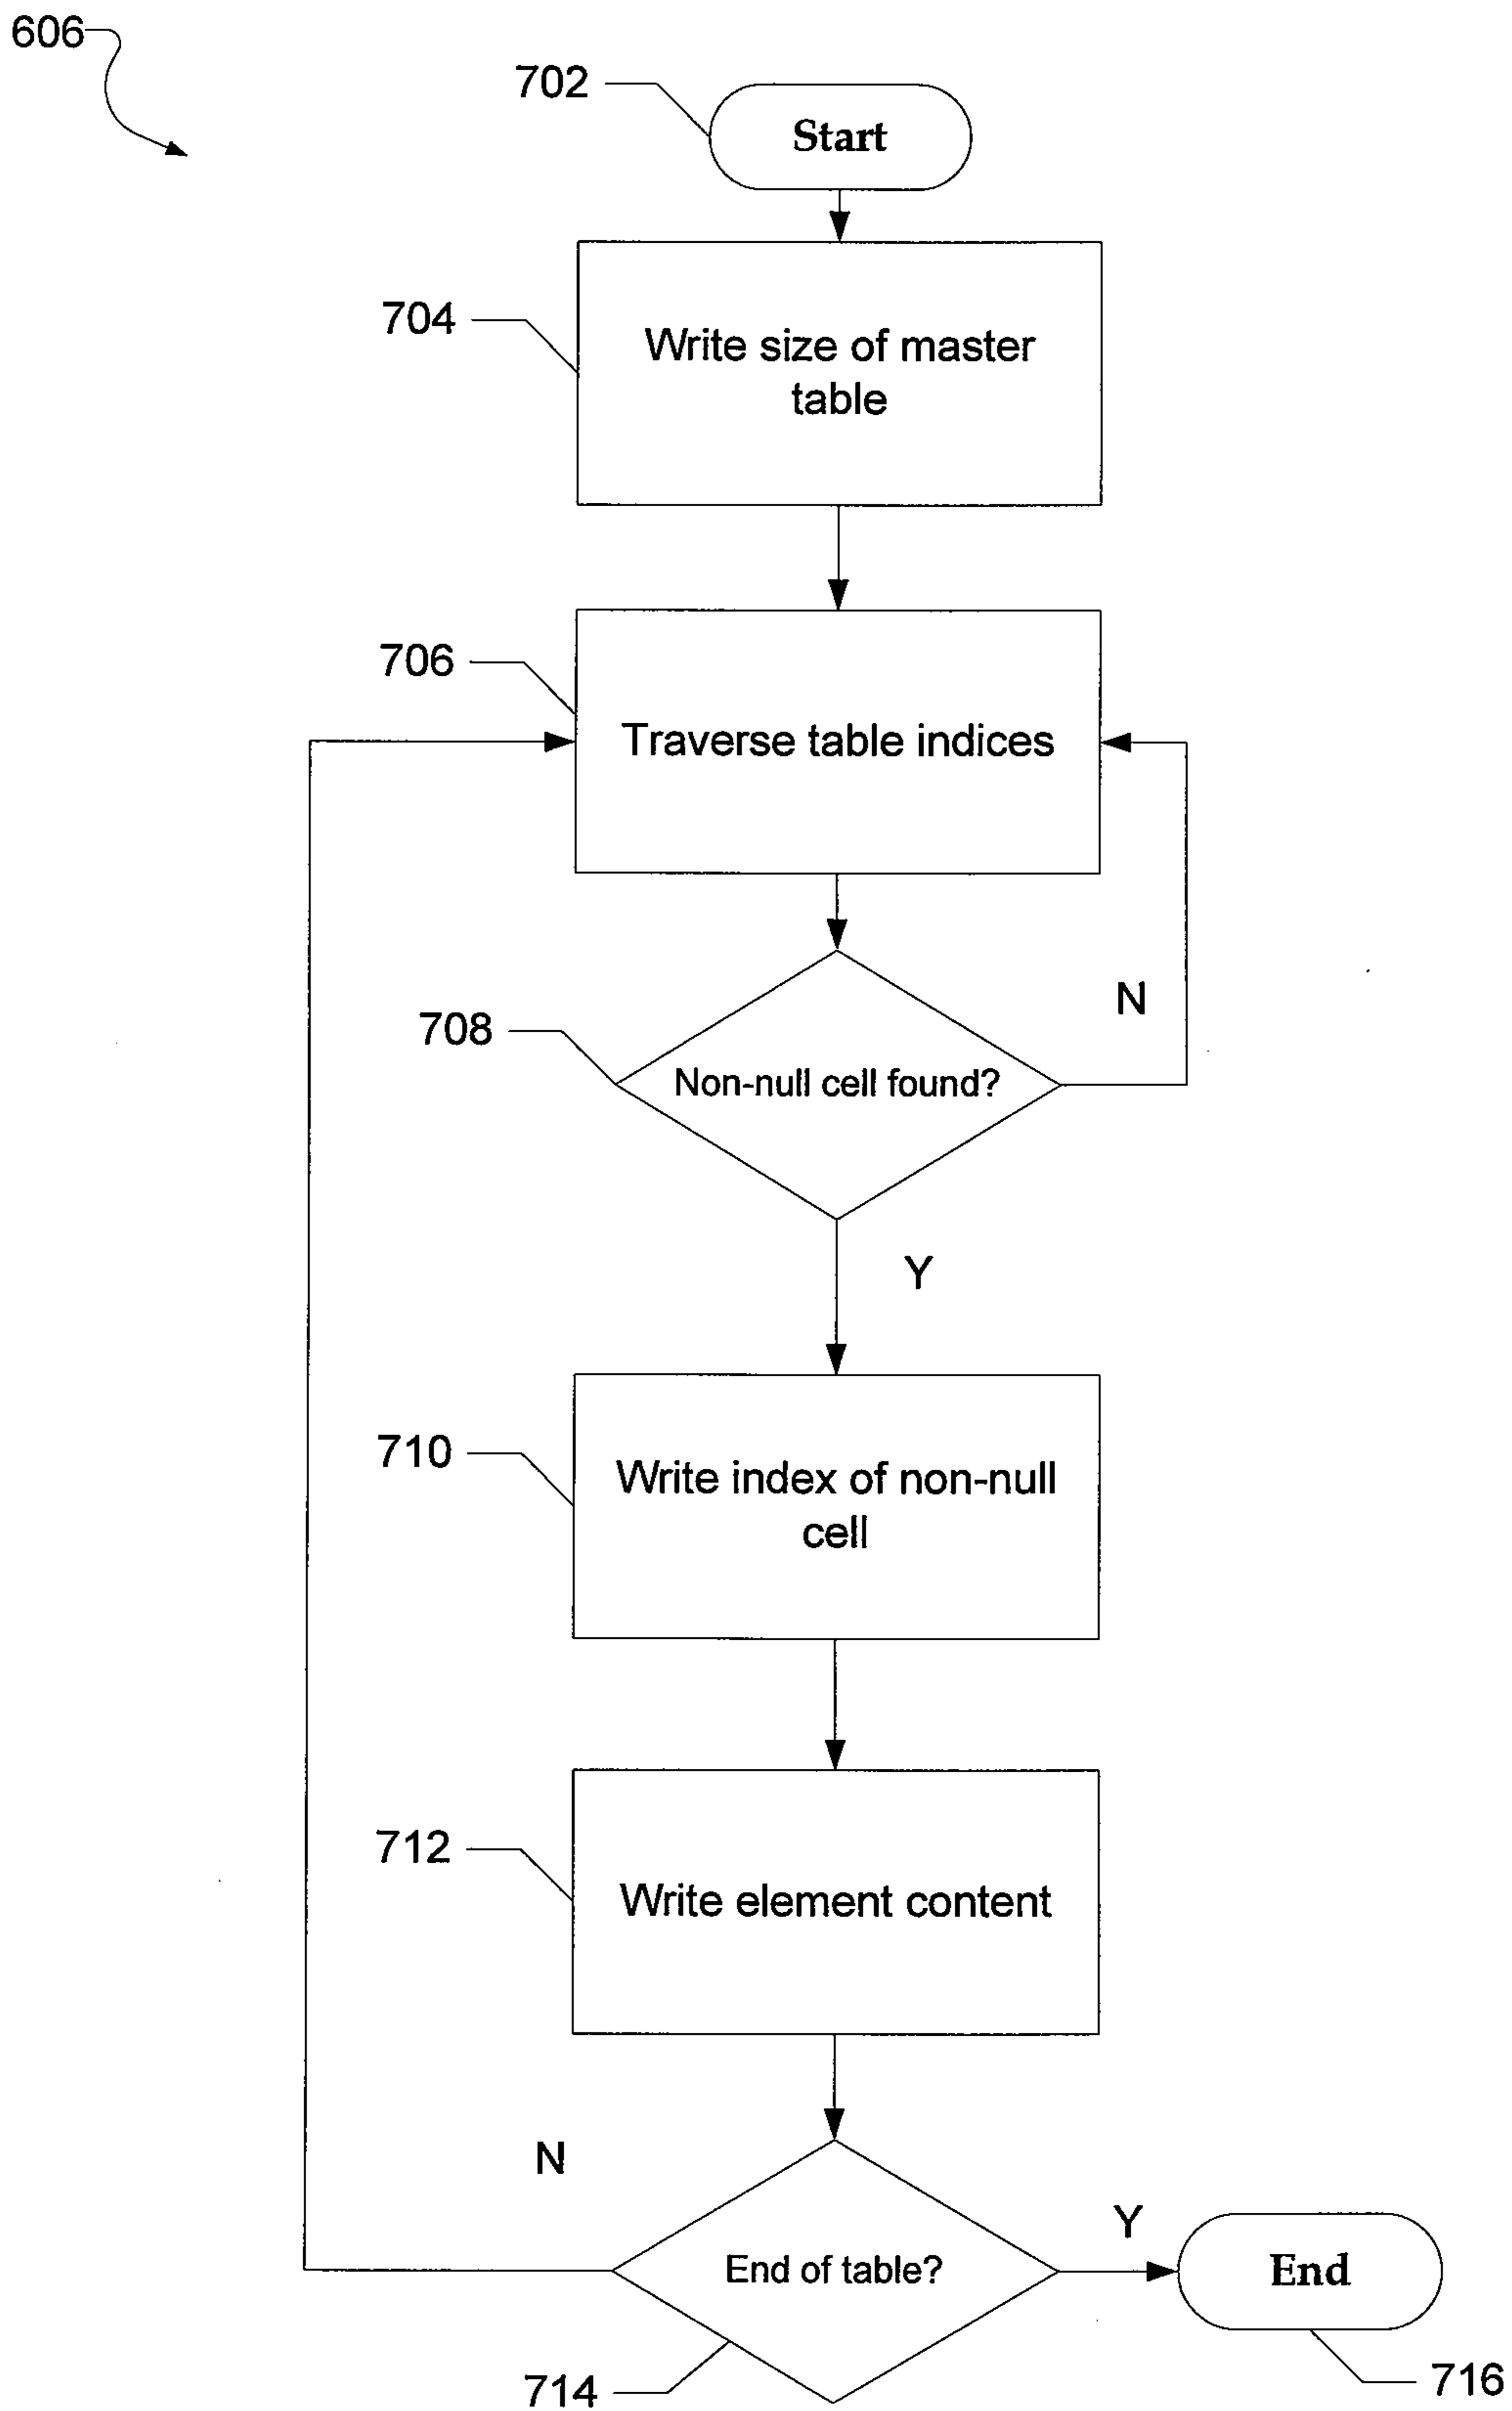 606
702
Start
704
Write size of master
table
706
Traverse table indices
708
Non-null cell found?
N
Y
710
Write index of non-null
cell
712
Write element content
N
Y
End of table?
End
714
716